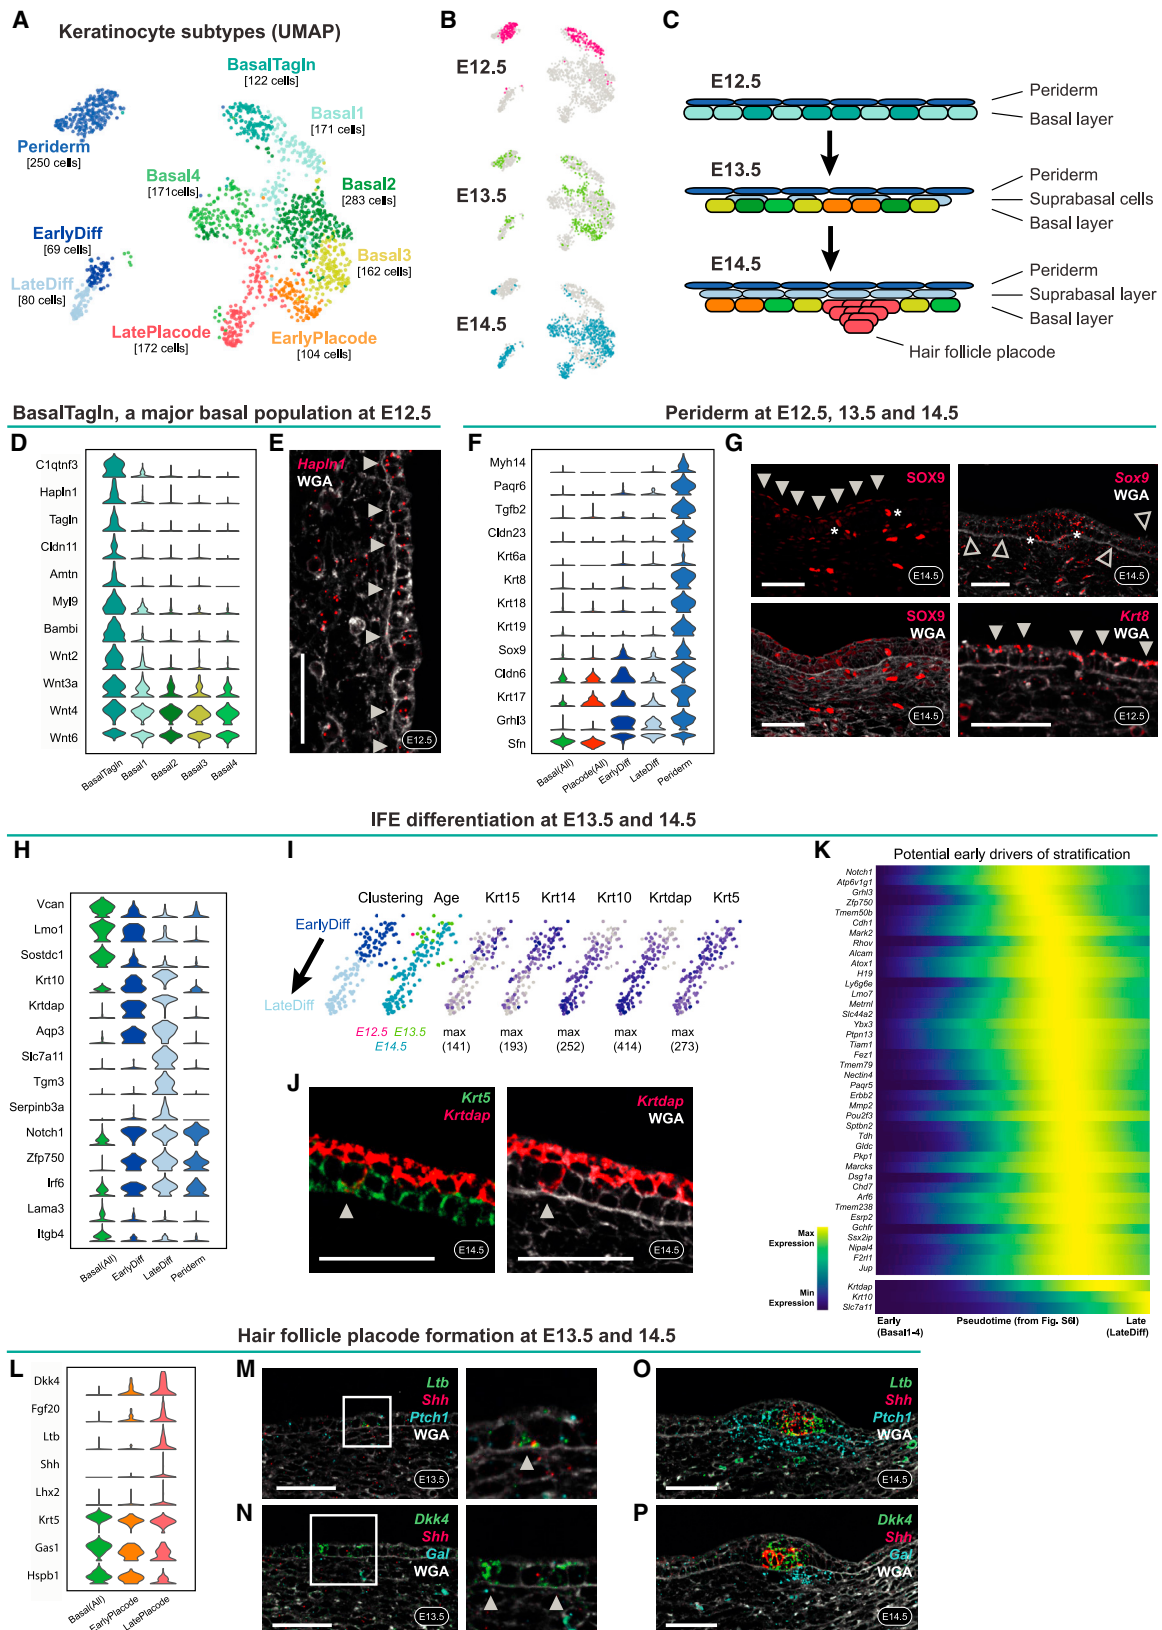 A
Keratinocyte subtypes (UMAP)
BasalTagln
[122 cells]
Basal1
[171 cells]
Periderm
[250 cells]
Basal4
[171cells]
Basal2
[283 cells]
EarlyDiff
[69 cells]
Basal3
[162 cells]
LateDiff
[80 cells]
LatePlacode
[172 cells]
EarlyPlacode
[104 cells]
B
E12.5
E13.5
E14.5
C
E12.5
Periderm
Basal layer
E13.5
Periderm
Suprabasal cells
Basal layer
E14.5
Periderm
Suprabasal layer
Basal layer
Hair follicle placode
BasalTagln, a major basal population at E12.5
D
C1qtnf3
Hapln1
Tagln
Cldn11
Amtn
Myl9
Bambi
Wnt2
Wnt3a
Wnt4
Wnt6
BasalTagln
Basal1
Basal2
Basal3
Basal4
E
Hapln1
WGA
E12.5
Periderm at E12.5, 13.5 and 14.5
F
Myh14
Paqr6
Tgfb2
Cldn23
Krt6a
Krt8
Krt18
Krt19
Sox9
Cldn6
Krt17
Grhl3
Sfn
Basal(All)
Placode(All)
EarlyDiff
LateDiff
Periderm
G
SOX9
*
*
E14.5
Sox9
WGA
*
*
E14.5
SOX9
WGA
E14.5
Krt8
WGA
E12.5
IFE differentiation at E13.5 and 14.5
H
Vcan
Lmo1
Sostdc1
Krt10
Krtdap
Aqp3
Slc7a11
Tgm3
Serpinb3a
Notch1
Zfp750
Irf6
Lama3
Itgb4
Basal(All)
EarlyDiff
LateDiff
Periderm
I
Clustering Age Krt15 Krt14 Krt10 Krtdap Krt5
EarlyDiff
LateDiff
E12.5 E13.5
E14.5
max max max max max
(141) (193) (252) (414) (273)
J
Krt5
Krtdap
E14.5
Krtdap
WGA
E14.5
K
Potential early drivers of stratification
Notch1
Atp6v1g1
Grhl3
Zfp750
Tmem50b
Cdh1
Mark2
Rhov
Alcam
Atox1
H19
Ly6g6e
Lmo7
Metrnl
Slc44a2
Ybx3
Ptpn13
Tiam1
Fez1
Tmem79
Nectin4
Paqr5
Erbb2
Mmp2
Pou2f3
Sptbn2
Tdh
Gldc
Pkp1
Marcks
Dsg1a
Chd7
Arf6
Tmem238
Esrp2
Gchfr
Ssx2ip
Nipal4
F2rl1
Jup
Krtdap
Krt10
Slc7a11
Max
Expression
Min
Expression
Early
(Basal1-4)
Pseudotime (from Fig. S6I)
Late
(LateDiff)
Hair follicle placode formation at E13.5 and 14.5
L
Dkk4
Fgf20
Ltb
Shh
Lhx2
Krt5
Gas1
Hspb1
Basal(All)
EarlyPlacode
LatePlacode
M
Ltb
Shh
Ptch1
WGA
E13.5
N
Dkk4
Shh
Gal
WGA
E13.5
O
Ltb
Shh
Ptch1
WGA
E14.5
P
Dkk4
Shh
Gal
WGA
E14.5